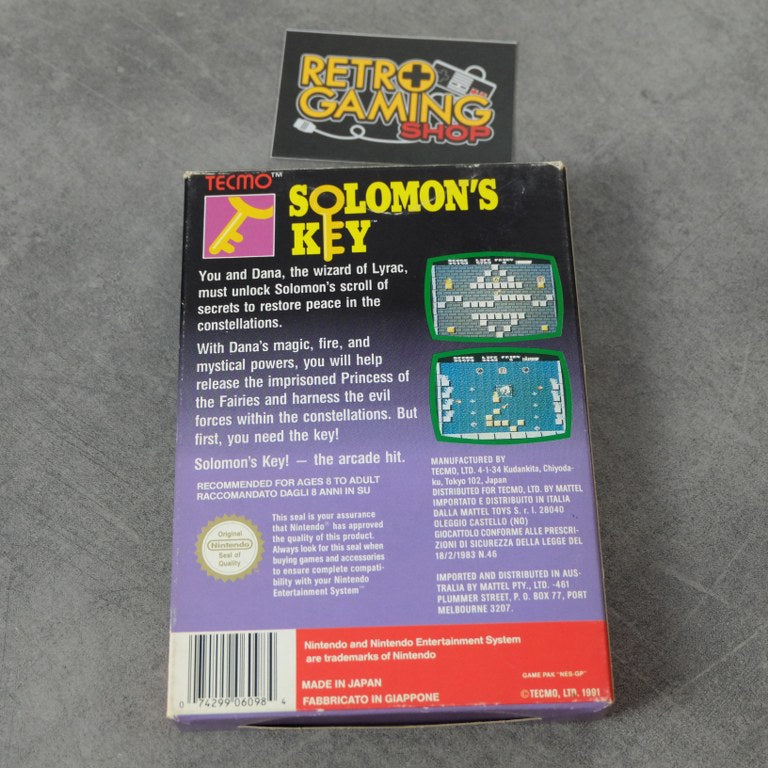 RETRO
GAMING
SHOP
TECMO™
SOLOMON'S
KEY™
You and Dana, the wizard of Lyrac,
must unlock Solomon's scroll of
secrets to restore peace in the
constellations.
With Dana's magic, fire, and
mystical powers, you will help
release the imprisoned Princess of
the Fairies and harness the evil
forces within the constellations. But
first, you need the key!
Solomon's Key! — the arcade hit.
RECOMMENDED FOR AGES 8 TO ADULT
RACCOMANDATO DAGLI 8 ANNI IN SU
Original
Nintendo
Seal of
Quality
This seal is your assurance
that Nintendo® has approved
the quality of this product.
Always look for this seal when
buying games and accessories
to ensure complete compati-
bility with your Nintendo
Entertainment System™
MANUFACTURED BY
TECMO, LTD. 4-1-34 Kudankita, Chiyoda-
ku, Tokyo 102, Japan
DISTRIBUTED FOR TECMO, LTD. BY MATTEL
IMPORTATO E DISTRIBUITO IN ITALIA
DALLA MATTEL TOYS S. r. l. 28040
OLEGGIO CASTELLO (NO)
GIOCATTOLO CONFORME ALLE PRESCRI-
ZIONI DI SICUREZZA DELLA LEGGE DEL
18/2/1983 N.46
IMPORTED AND DISTRIBUTED IN AUS-
TRALIA BY MATTEL PTY., LTD. -461
PLUMMER STREET, P. O. BOX 77, PORT
MELBOURNE 3207.
Nintendo and Nintendo Entertainment System
are trademarks of Nintendo
MADE IN JAPAN
FABBRICATO IN GIAPPONE
GAME PAK "NES-GP"
© TECMO, LTD. 1991
0 74299 06098 4